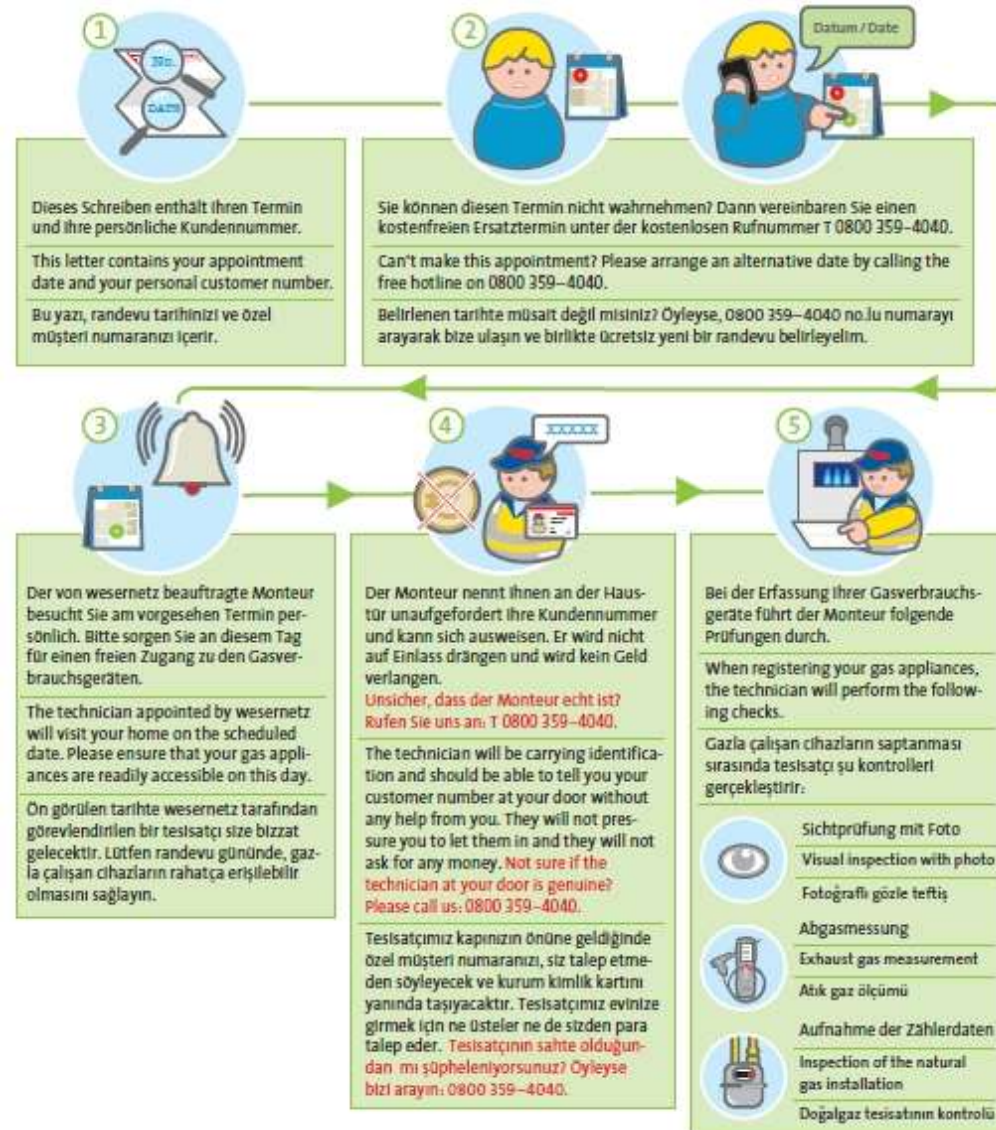 1
No.
DATE
Dieses Schreiben enthält Ihren Termin
und Ihre persönliche Kundennummer.
This letter contains your appointment
date and your personal customer number.
Bu yazı, randevu tarihinizi ve özel
müşteri numaranızı içerir.
2
Datum / Date
Sie können diesen Termin nicht wahrnehmen? Dann vereinbaren Sie einen
kostenfreien Ersatztermin unter der kostenlosen Rufnummer T 0800 359–4040.
Can't make this appointment? Please arrange an alternative date by calling the
free hotline on 0800 359–4040.
Belirlenen tarihte müsait değil misiniz? Öyleyse, 0800 359–4040 no.lu numarayı
arayarak bize ulaşın ve birlikte ücretsiz yeni bir randevu belirleyelim.
3
Der von wesernetz beauftragte Monteur
besucht Sie am vorgesehen Termin per-
sönlich. Bitte sorgen Sie an diesem Tag
für einen freien Zugang zu den Gasver-
brauchsgeräten.
The technician appointed by wesernetz
will visit your home on the scheduled
date. Please ensure that your gas appli-
ances are readily accessible on this day.
Ön görülen tarihte wesernetz tarafından
görevlendirilen bir tesisatçı size bizzat
gelecektir. Lütfen randevu gününde, gaz-
la çalışan cihazların rahatça erişilebilir
olmasını sağlayın.
4
XXXXX
Der Monteur nennt Ihnen an der Haus-
tür unaufgefordert Ihre Kundennummer
und kann sich ausweisen. Er wird nicht
auf Einlass drängen und wird kein Geld
verlangen.
Unsicher, dass der Monteur echt ist?
Rufen Sie uns an: T 0800 359–4040.
The technician will be carrying identifica-
tion and should be able to tell you your
customer number at your door without
any help from you. They will not pres-
sure you to let them in and they will not
ask for any money. Not sure if the
technician at your door is genuine?
Please call us: 0800 359–4040.
Tesisatçımız kapınızın önüne geldiğinde
özel müşteri numaranızı, siz talep etme-
den söyleyecek ve kurum kimlik kartını
yanında taşıyacaktır. Tesisatçımız evinize
girmek için ne üsteler ne de sizden para
talep eder. Tesisatçının sahte olduğun-
dan mı şüpheleniyorsunuz? Öyleyse
bizi arayın: 0800 359–4040.
5
Bei der Erfassung Ihrer Gasverbrauchs-
geräte führt der Monteur folgende
Prüfungen durch.
When registering your gas appliances,
the technician will perform the follow-
ing checks.
Gazla çalışan cihazların saptanması
sırasında tesisatçı şu kontrolleri
gerçekleştirir:
Sichtprüfung mit Foto
Visual inspection with photo
Fotoğraflı gözle teftiş
Abgasmessung
Exhaust gas measurement
Atık gaz ölçümü
Aufnahme der Zählerdaten
Inspection of the natural
gas installation
Doğalgaz tesisatının kontrolü